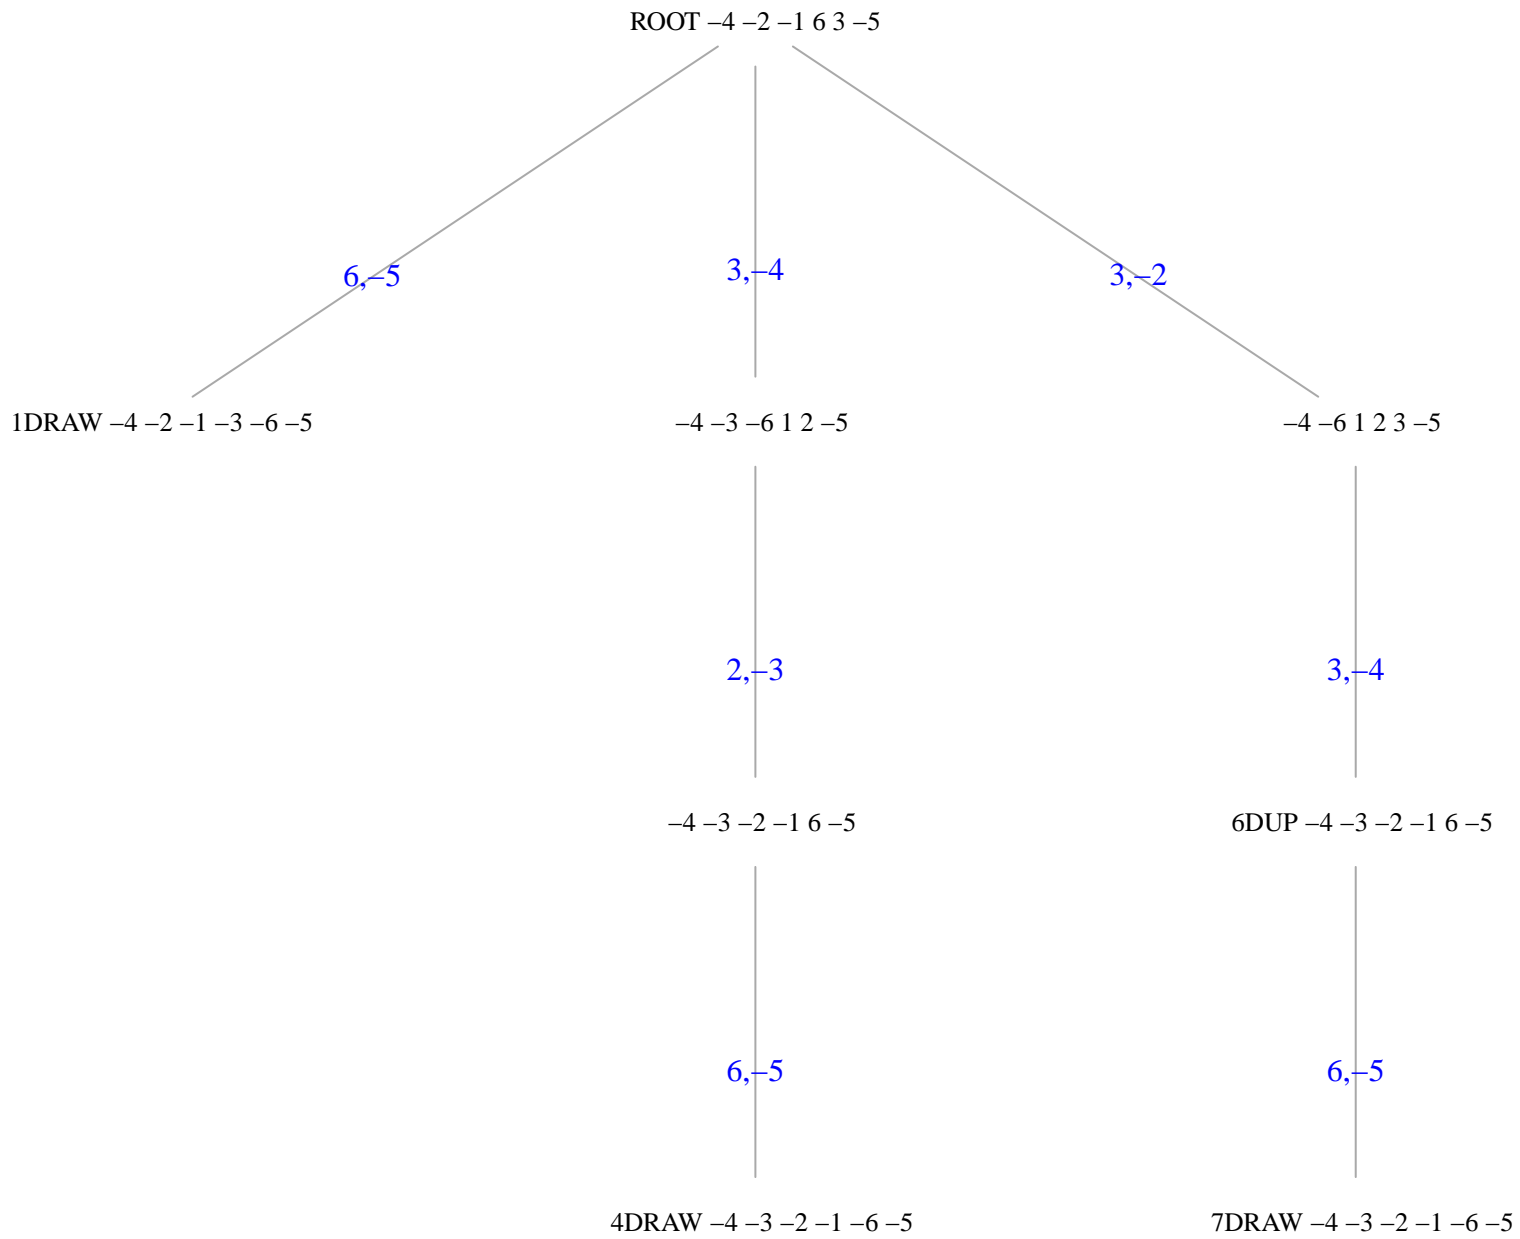 ROOT –4 –2 –1 6 3 –5
6,–5
3,–4
3,–2
1DRAW –4 –2 –1 –3 –6 –5
–4 –3 –6 1 2 –5
–4 –6 1 2 3 –5
2,–3
3,–4
–4 –3 –2 –1 6 –5
6DUP –4 –3 –2 –1 6 –5
6,–5
6,–5
4DRAW –4 –3 –2 –1 –6 –5
7DRAW –4 –3 –2 –1 –6 –5